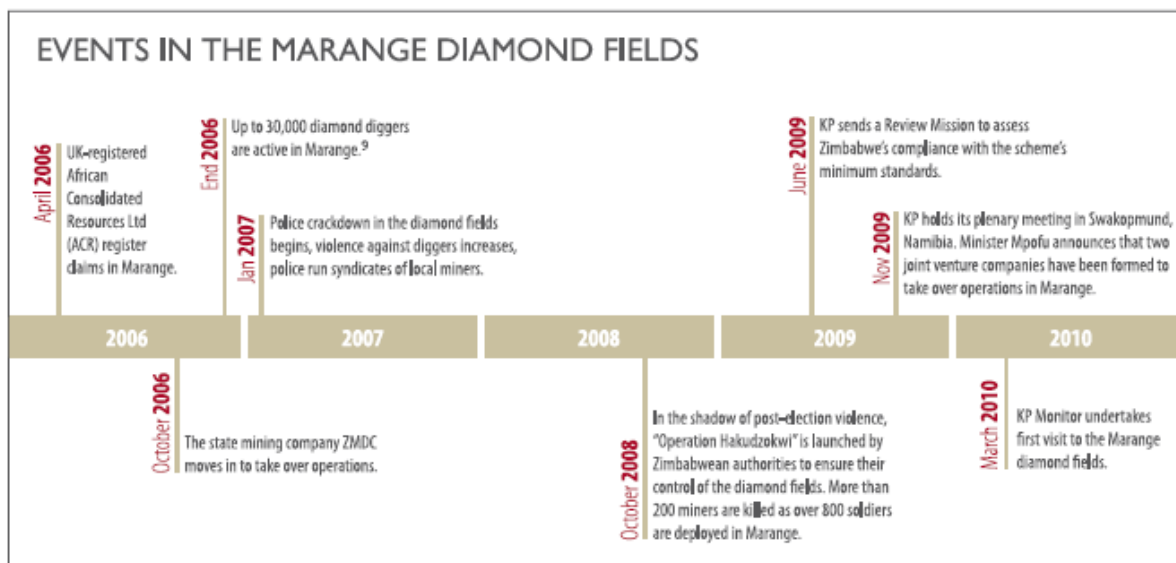 EVENTS IN THE MARANGE DIAMOND FIELDS
April 2006
UK-registered
African
Consolidated
Resources Ltd
(ACR) register
claims in Marange.
End 2006
Up to 30,000 diamond diggers
are active in Marange.9
Jan 2007
Police crackdown in the diamond fields
begins, violence against diggers increases,
police run syndicates of local miners.
June 2009
KP sends a Review Mission to assess
Zimbabwe's compliance with the scheme's
minimum standards.
Nov 2009
KP holds its plenary meeting in Swakopmund,
Namibia. Minister Mpofu announces that two
joint venture companies have been formed to
take over operations in Marange.
2006 2007 2008 2009 2010
October 2006
The state mining company ZMDC
moves in to take over operations.
October 2008
In the shadow of post-election violence,
"Operation Hakudzokwi" is launched by
Zimbabwean authorities to ensure their
control of the diamond fields. More than
200 miners are killed as over 800 soldiers
are deployed in Marange.
March 2010
KP Monitor undertakes
first visit to the Marange
diamond fields.